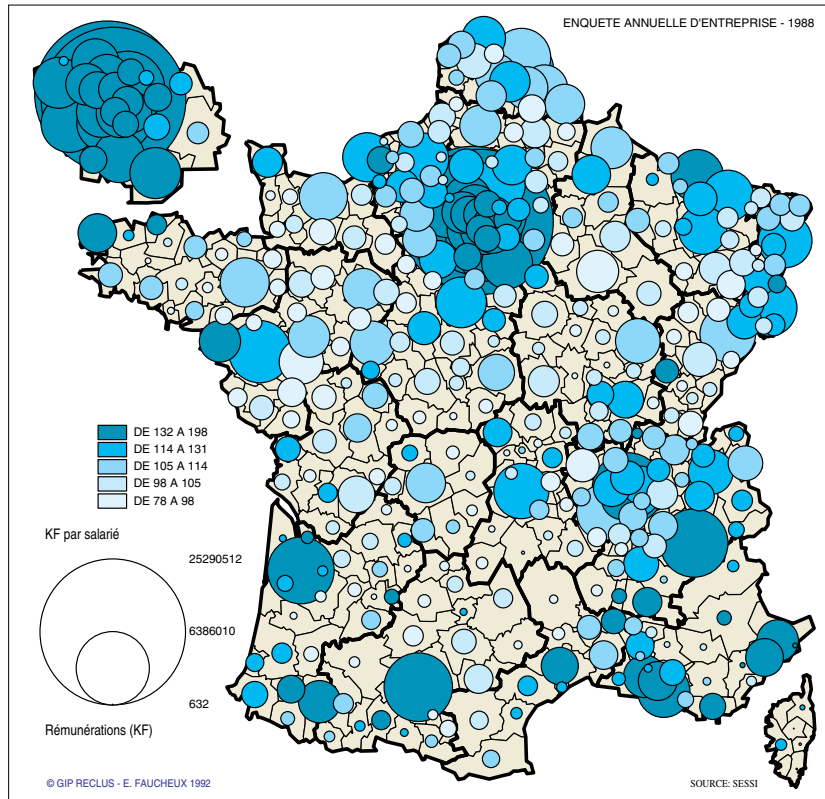 ENQUETE ANNUELLE D'ENTREPRISE - 1988
DE 132 A 198
DE 114 A 131
DE 105 A 114
DE 98 A 105
DE 78 A 98
KF par salarié
25290512
6386010
632
Rémunérations (KF)
© GIP RECLUS - E. FAUCHEUX 1992
SOURCE: SESSI